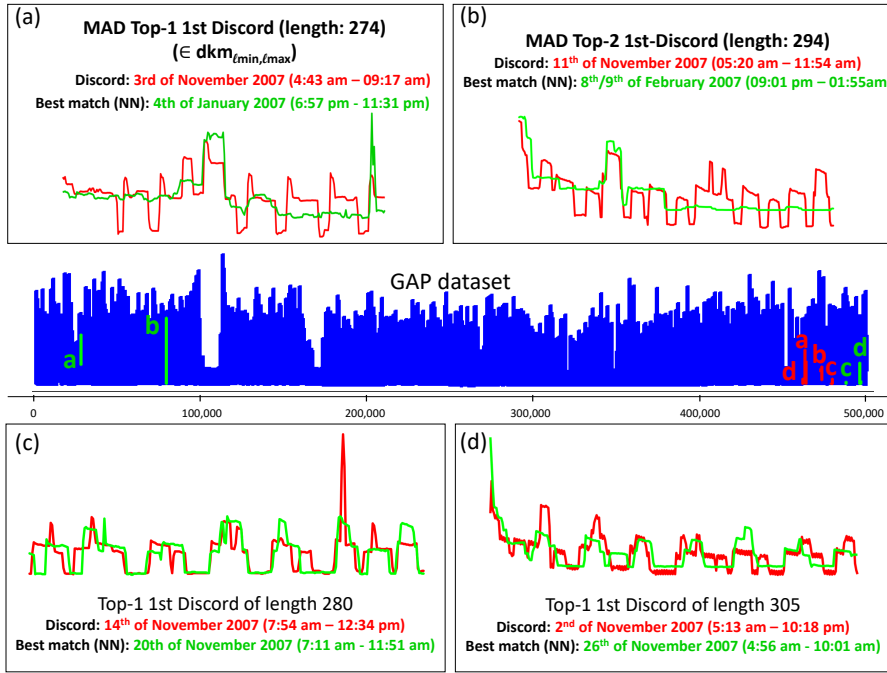 (a)
MAD Top-1 1st Discord (length: 274)
(∈ dkmℓmin,ℓmax)
Discord: 3rd of November 2007 (4:43 am – 09:17 am)
Best match (NN): 4th of January 2007 (6:57 pm - 11:31 pm)
(b)
MAD Top-2 1st-Discord (length: 294)
Discord: 11th of November 2007 (05:20 am – 11:54 am)
Best match (NN): 8th/9th of February 2007 (09:01 pm – 01:55am
GAP dataset
a
b
a
b
d
c
c
d
0
100,000
200,000
300,000
400,000
500,000
(c)
Top-1 1st Discord of length 280
Discord: 14th of November 2007 (7:54 am – 12:34 pm)
Best match (NN): 20th of November 2007 (7:11 am - 11:51 am)
(d)
Top-1 1st Discord of length 305
Discord: 2nd of November 2007 (5:13 am – 10:18 pm)
Best match (NN): 26th of November 2007 (4:56 am - 10:01 am)